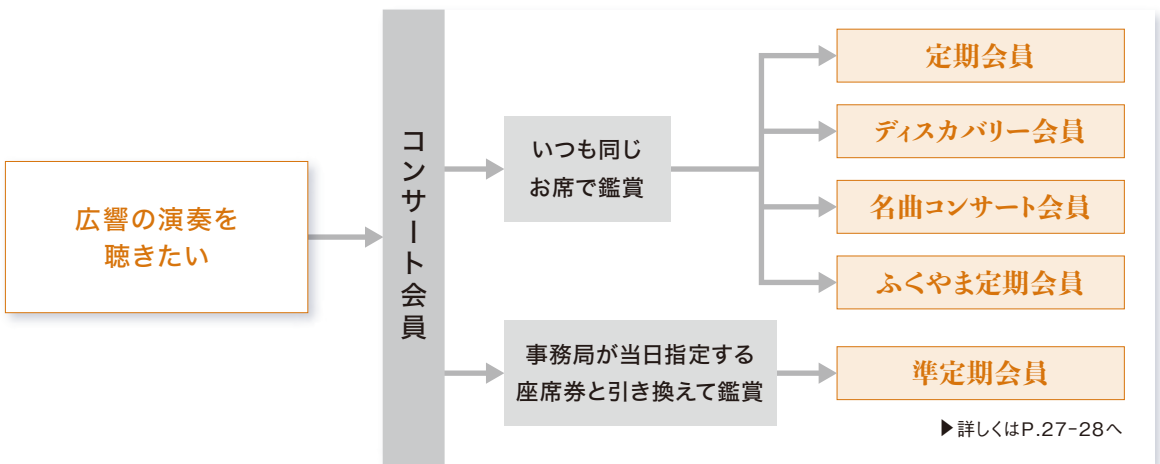 広響の演奏を
聴きたい
コンサート会員
いつも同じ
お席で鑑賞
定期会員
ディスカバリー会員
名曲コンサート会員
ふくやま定期会員
事務局が当日指定する
座席券と引き換えて鑑賞
準定期会員
▶詳しくはP.27-28へ